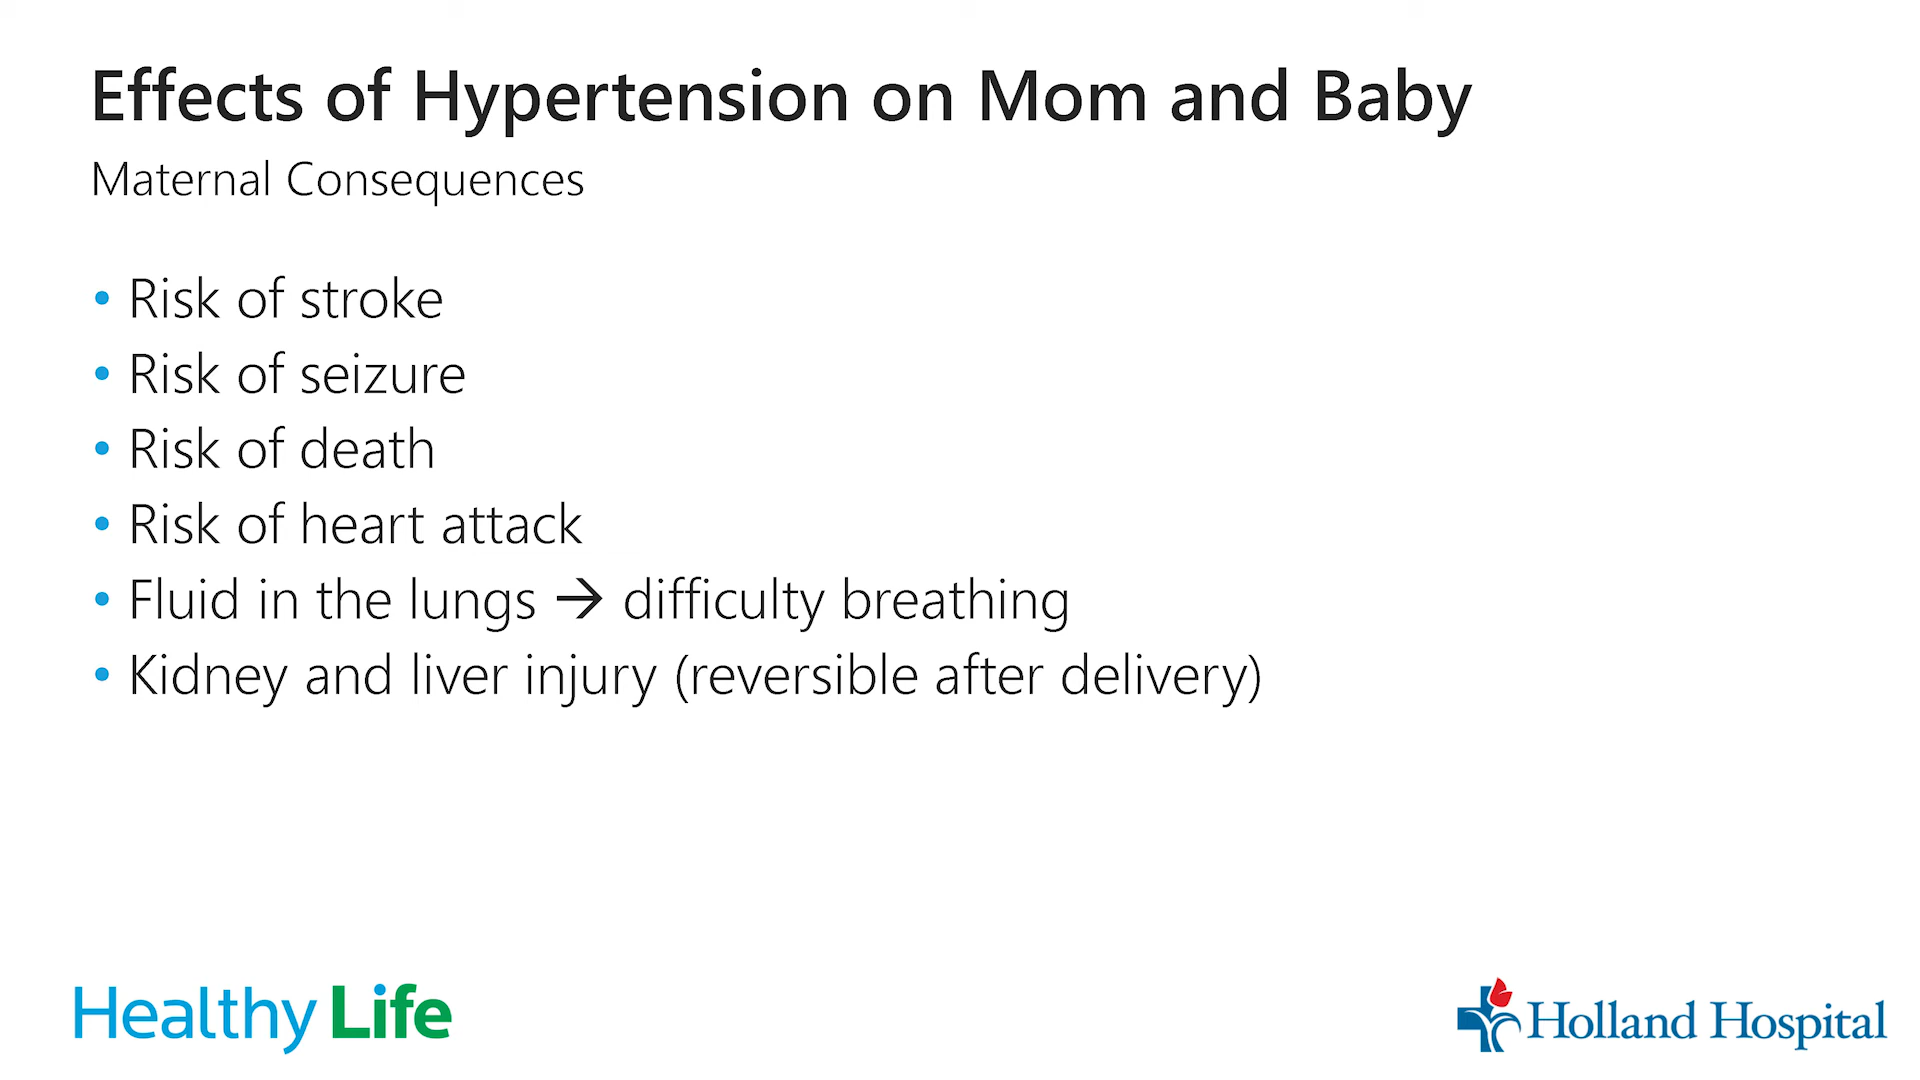 Effects of Hypertension on Mom and Baby
Maternal Consequences
• Risk of stroke
• Risk of seizure
• Risk of death
• Risk of heart attack
• Fluid in the lungs → difficulty breathing
• Kidney and liver injury (reversible after delivery)
Healthy Life
Holland Hospital